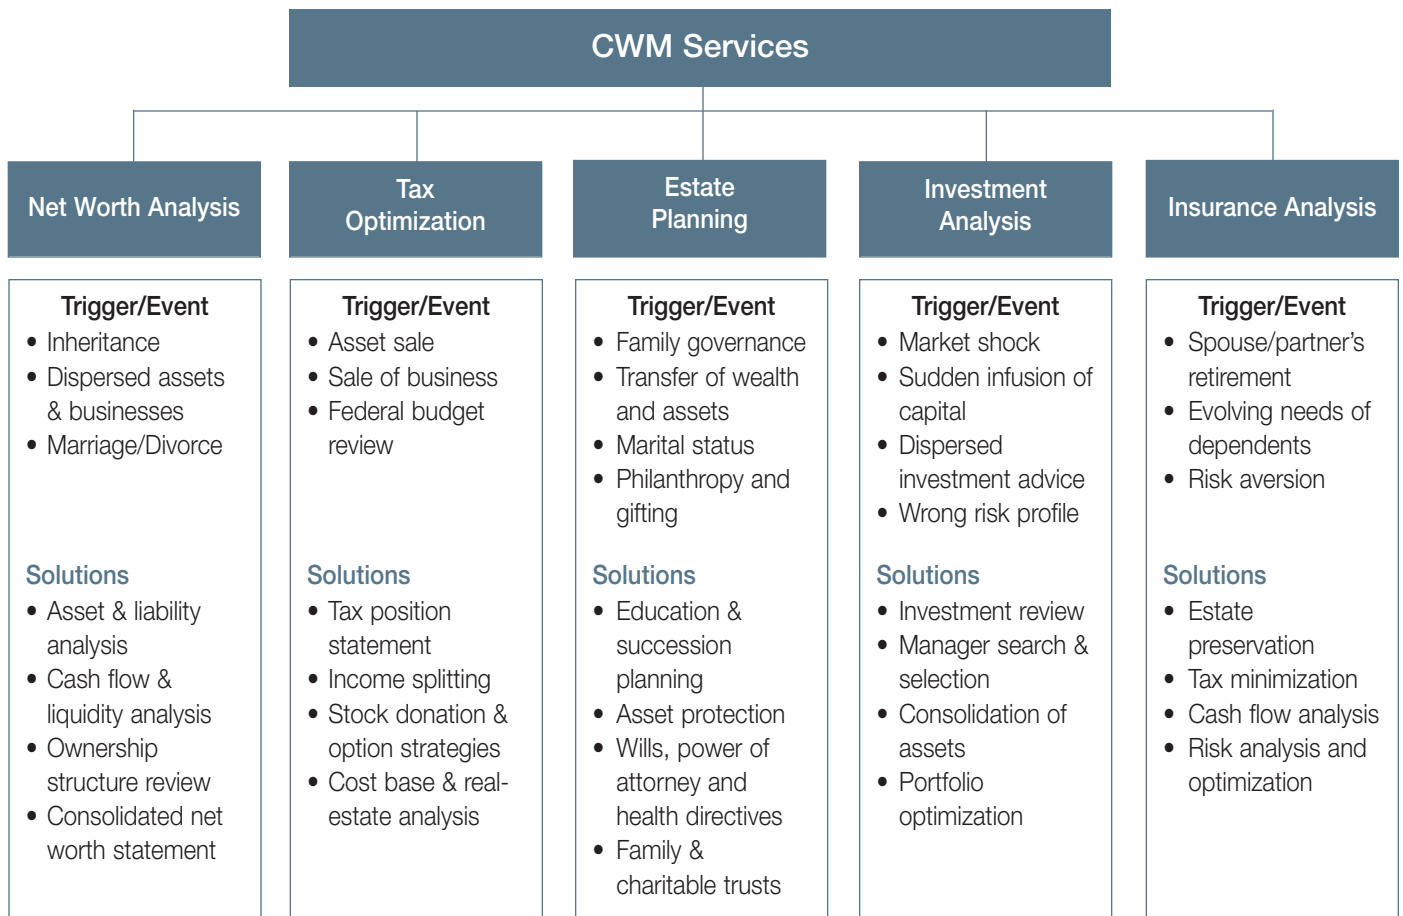 CWM Services
Net Worth Analysis
Tax
Optimization
Estate
Planning
Investment
Analysis
Insurance Analysis
Trigger/Event
• Inheritance
• Dispersed assets
& businesses
• Marriage/Divorce
Solutions
• Asset & liability
analysis
• Cash flow &
liquidity analysis
• Ownership
structure review
• Consolidated net
worth statement
Trigger/Event
• Asset sale
• Sale of business
• Federal budget
review
Solutions
• Tax position
statement
• Income splitting
• Stock donation &
option strategies
• Cost base & real-
estate analysis
Trigger/Event
• Family governance
• Transfer of wealth
and assets
• Marital status
• Philanthropy and
gifting
Solutions
• Education &
succession
planning
• Asset protection
• Wills, power of
attorney and
health directives
• Family &
charitable trusts
Trigger/Event
• Market shock
• Sudden infusion of
capital
• Dispersed
investment advice
• Wrong risk profile
Solutions
• Investment review
• Manager search &
selection
• Consolidation of
assets
• Portfolio
optimization
Trigger/Event
• Spouse/partner's
retirement
• Evolving needs of
dependents
• Risk aversion
Solutions
• Estate
preservation
• Tax minimization
• Cash flow analysis
• Risk analysis and
optimization